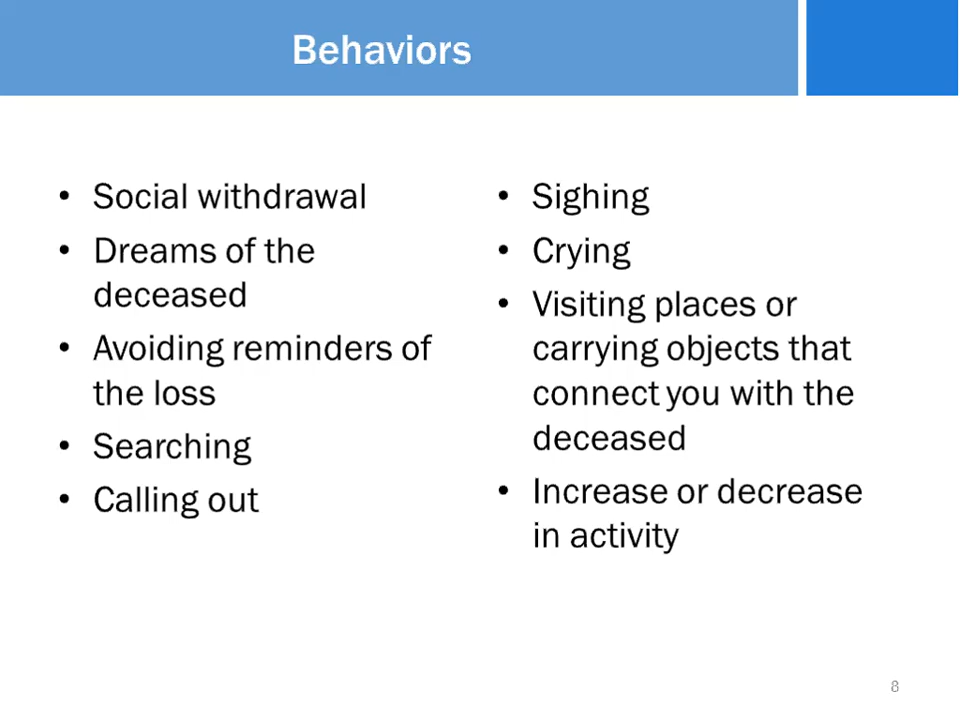 Behaviors
• Social withdrawal
• Dreams of the
deceased
• Avoiding reminders of
the loss
• Searching
• Calling out
• Sighing
• Crying
• Visiting places or
carrying objects that
connect you with the
deceased
• Increase or decrease
in activity
8